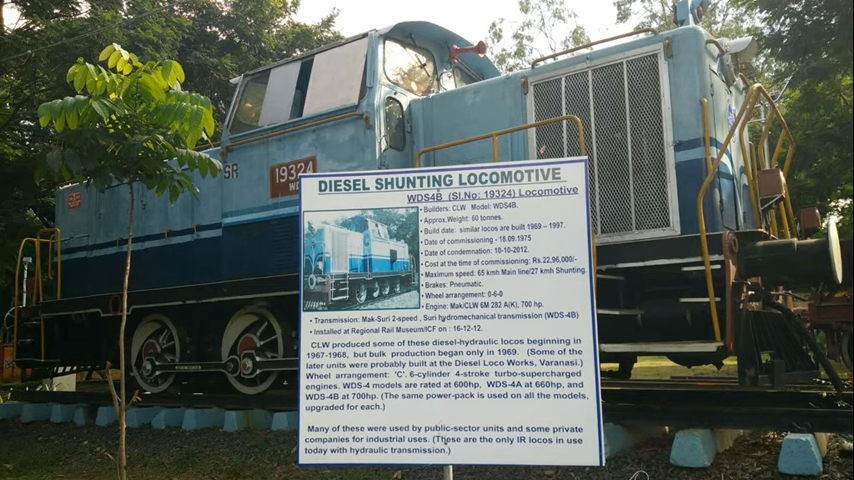 SR
19324
DIESEL SHUNTING LOCOMOTIVE
WDS4B (Sl.No: 19324) Locomotive
• Builders: CLW Model: WDS4B.
• Approx.Weight: 60 tonnes.
• Build date: similar locos are built 1969 – 1997.
• Date of commissioning - 18.09.1975
• Date of condemnation: 10-10-2012.
• Cost at the time of commissioning: Rs.22,96,000/-
• Maximum speed: 65 kmh Main line/27 kmh Shunting.
• Brakes: Pneumatic.
• Wheel arrangement: 0-6-0
• Engine: Mak/CLW 6M 282 A(K), 700 hp.
• Transmission: Mak-Suri 2-speed , Suri hydromechanical transmission (WDS-4B)
• Installed at Regional Rail Museum/ICF on : 16-12-12.
CLW produced some of these diesel-hydraulic locos beginning in
1967-1968, but bulk production began only in 1969. (Some of the
later units were probably built at the Diesel Loco Works, Varanasi.)
Wheel arrangement: 'C'. 6-cylinder 4-stroke turbo-supercharged
engines. WDS-4 models are rated at 600hp, WDS-4A at 660hp, and
WDS-4B at 700hp. (The same power-pack is used on all the models,
upgraded for each.)
Many of these were used by public-sector units and some private
companies for industrial uses. (These are the only IR locos in use
today with hydraulic transmission.)